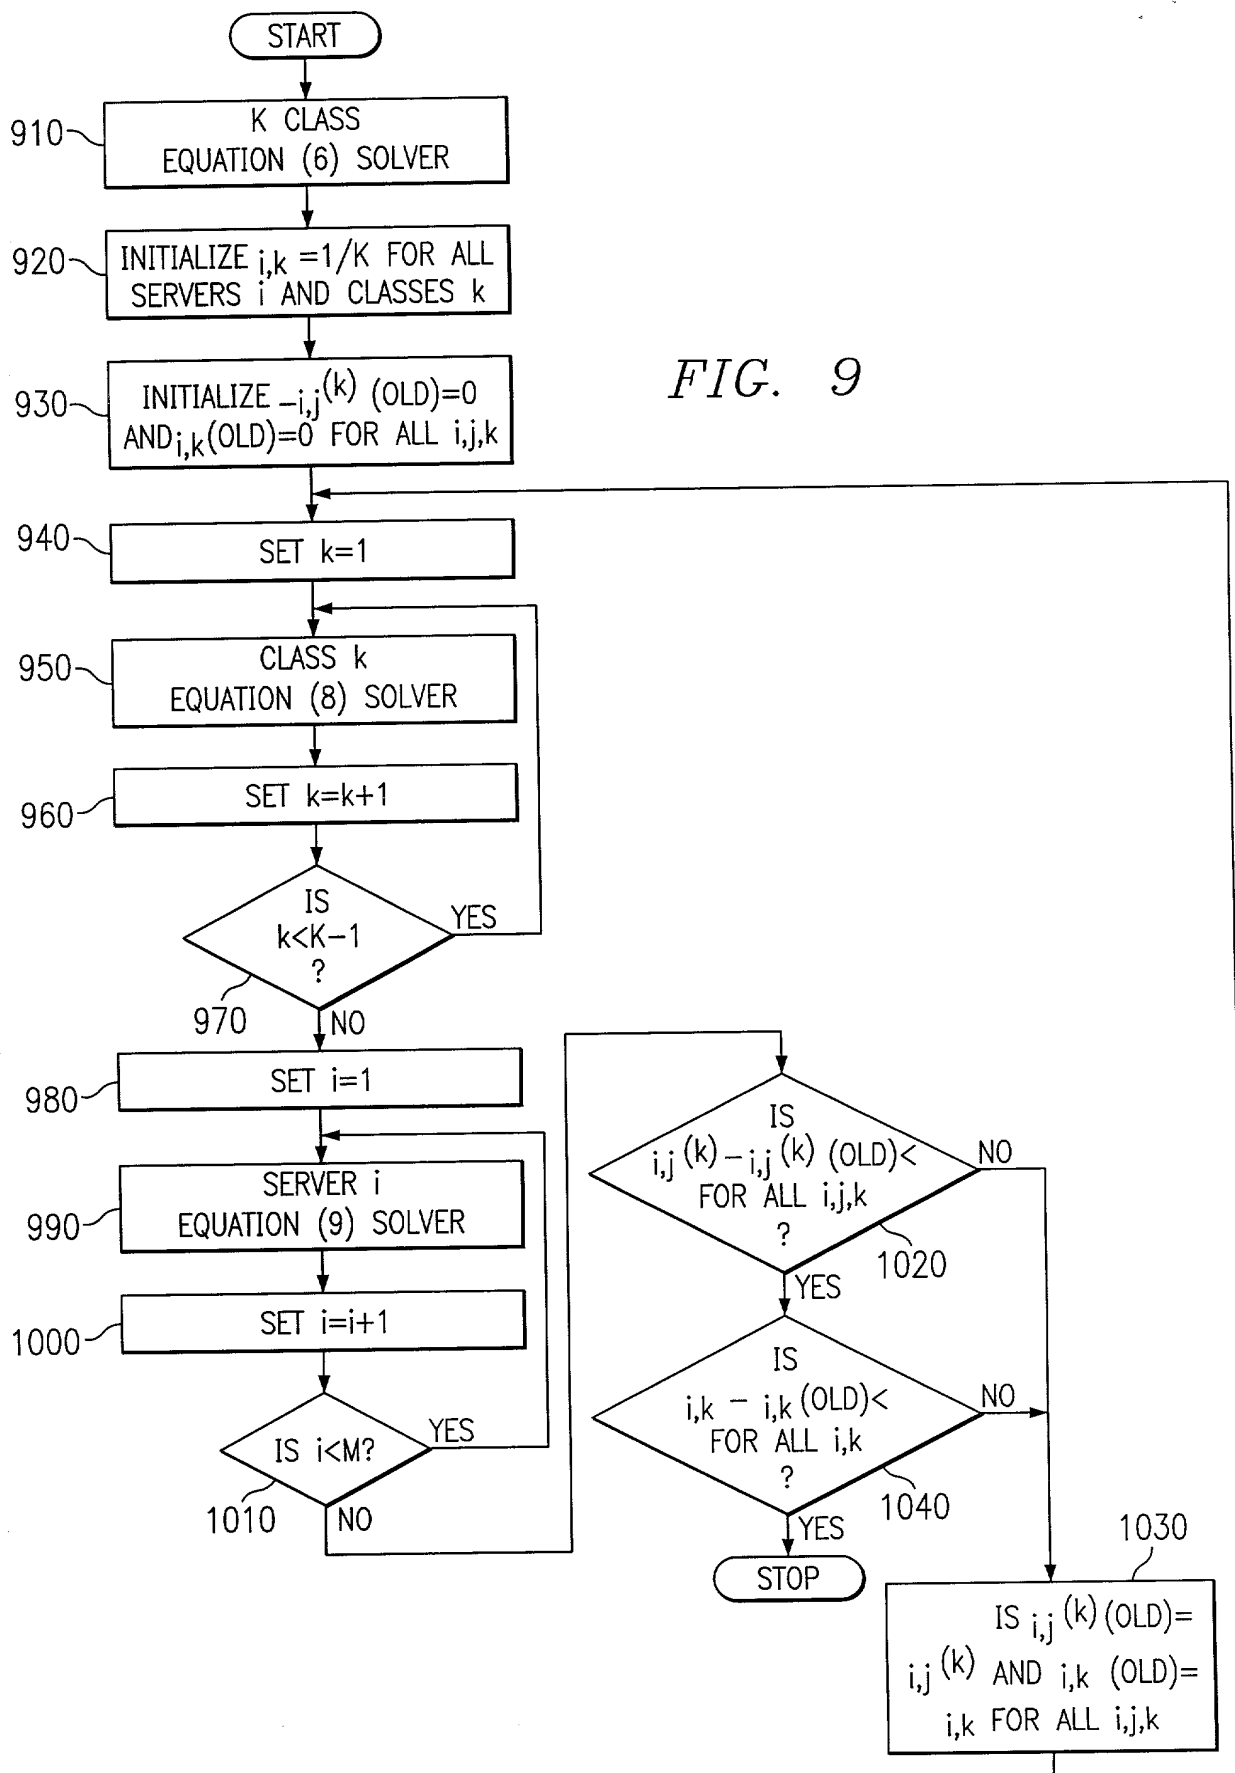 START
910
K CLASS
EQUATION (6) SOLVER
920
INITIALIZE i,k =1/K FOR ALL
SERVERS i AND CLASSES k
930
INITIALIZE -i,j(k) (OLD)=0
AND i,k(OLD)=0 FOR ALL i,j,k
FIG. 9
940
SET k=1
950
CLASS k
EQUATION (8) SOLVER
960
SET k=k+1
IS
k<K-1
?
YES
970
NO
980
SET i=1
990
SERVER i
EQUATION (9) SOLVER
1000
SET i=i+1
IS i<M?
YES
1010
NO
IS
i,j(k)-i,j(k) (OLD)<
FOR ALL i,j,k
?
NO
1020
YES
IS
i,k - i,k(OLD)<
FOR ALL i,k
?
NO
1040
YES
STOP
1030
IS i,j(k)(OLD)=
i,j(k) AND i,k (OLD)=
i,k FOR ALL i,j,k